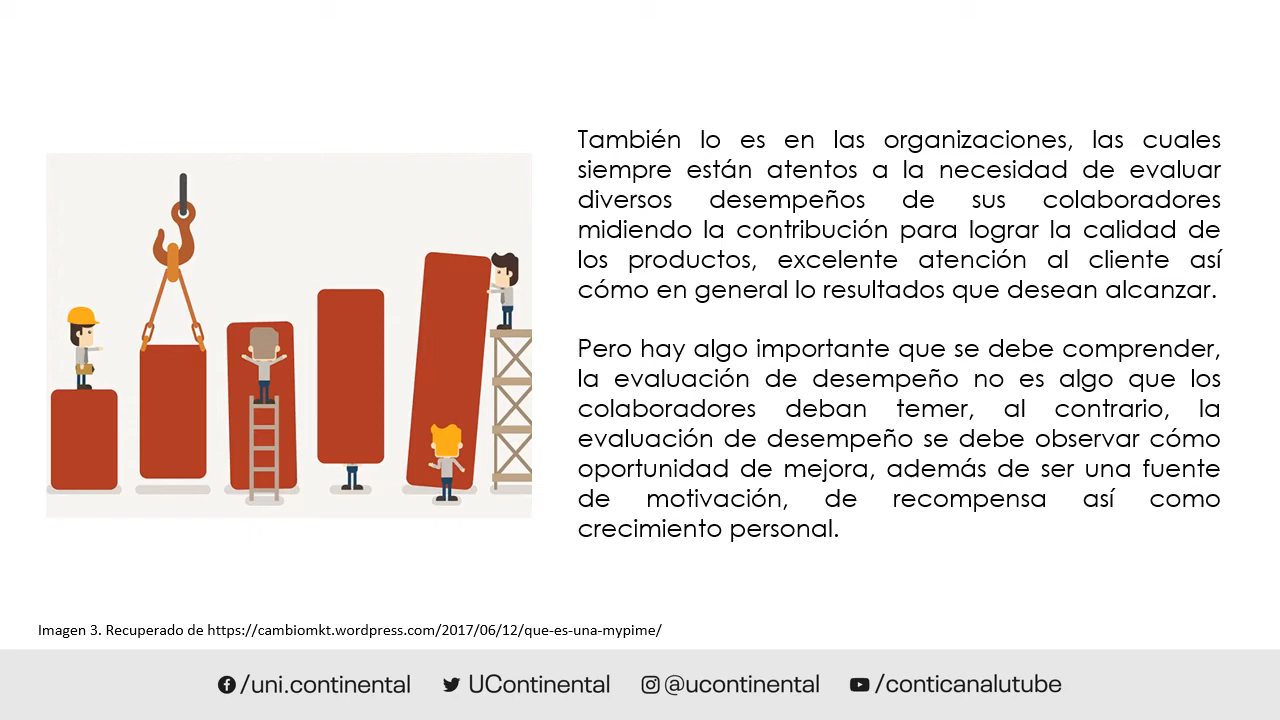 También lo es en las organizaciones, las cuales
siempre están atentos a la necesidad de evaluar
diversos desempeños de sus colaboradores
midiendo la contribución para lograr la calidad de
los productos, excelente atención al cliente así
cómo en general lo resultados que desean alcanzar.
Pero hay algo importante que se debe comprender,
la evaluación de desempeño no es algo que los
colaboradores deban temer, al contrario, la
evaluación de desempeño se debe observar cómo
oportunidad de mejora, además de ser una fuente
de motivación, de recompensa así como
crecimiento personal.
Imagen 3. Recuperado de https://cambiomkt.wordpress.com/2017/06/12/que-es-una-mypime/
/uni.continental UContinental @ucontinental /conticanalutube